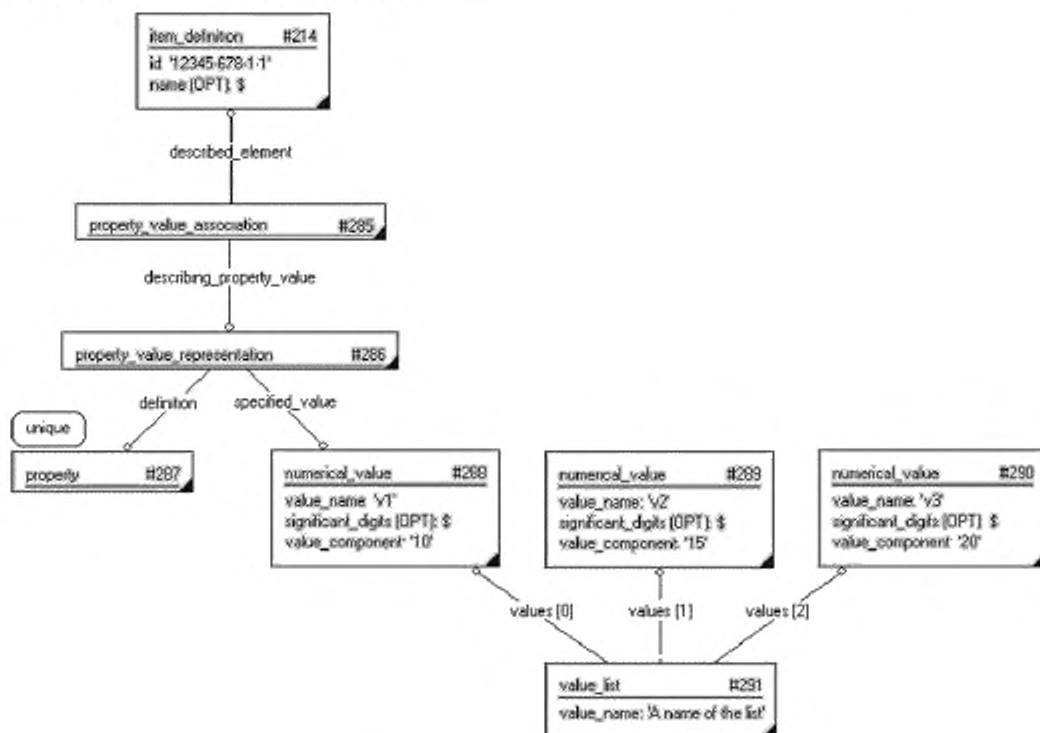 item_definition #214
id: "12345-678-1-1"
name [OPT]: $
described_element
property_value_association #285
describing_property_value
property_value_representation #286
definition specified_value
unique
property #287
numerical_value #288
value_name: 'v1'
significant_digits [OPT]: $
value_component: '10'
numerical_value #289
value_name: 'v2'
significant_digits [OPT]: $
value_component: '15'
numerical_value #290
value_name: 'v3'
significant_digits [OPT]: $
value_component: '20'
values [0] values [1] values [2]
value_list #291
value_name: 'A name of the list'